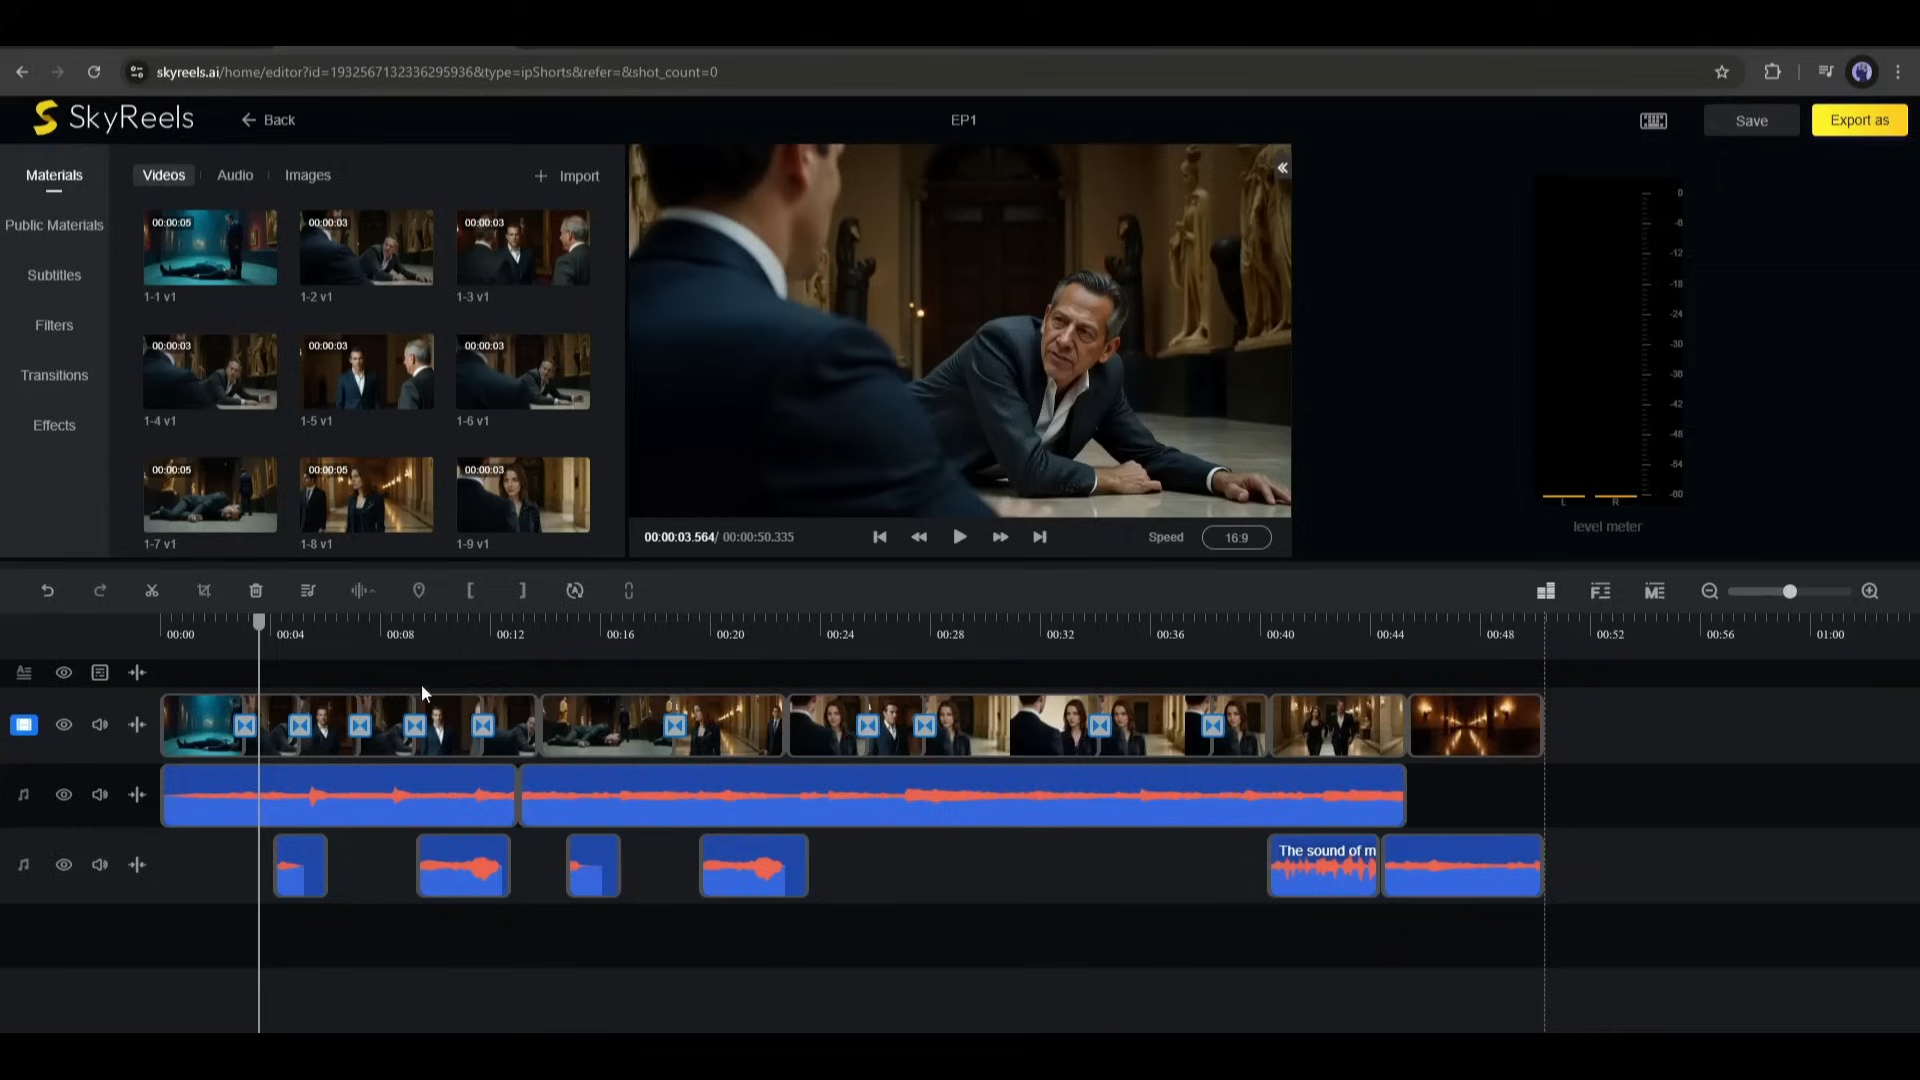 skyreels.ai/home/editor?id=1932567132336295936&type=ipShorts&refer=&shot_count=0
SkyReels
Back
EP1
Save
Export as
Materials
Public Materials
Subtitles
Filters
Transitions
Effects
Videos
Audio
Images
Import
00:00:05
00:00:03
00:00:03
1-1 v1
1-2 v1
1-3 v1
00:00:03
00:00:03
00:00:03
1-4 v1
1-5 v1
1-6 v1
00:00:05
00:00:05
00:00:03
1-7 v1
1-8 v1
1-9 v1
00:00:03.564/ 00:00:50.335
Speed
16:9
0
-6
-12
-18
-24
-30
-36
-42
-48
-54
-60
L
R
level meter
00:00
00:04
00:08
00:12
00:16
00:20
00:24
00:28
00:32
00:36
00:40
00:44
00:48
00:52
00:56
01:00
The sound of m